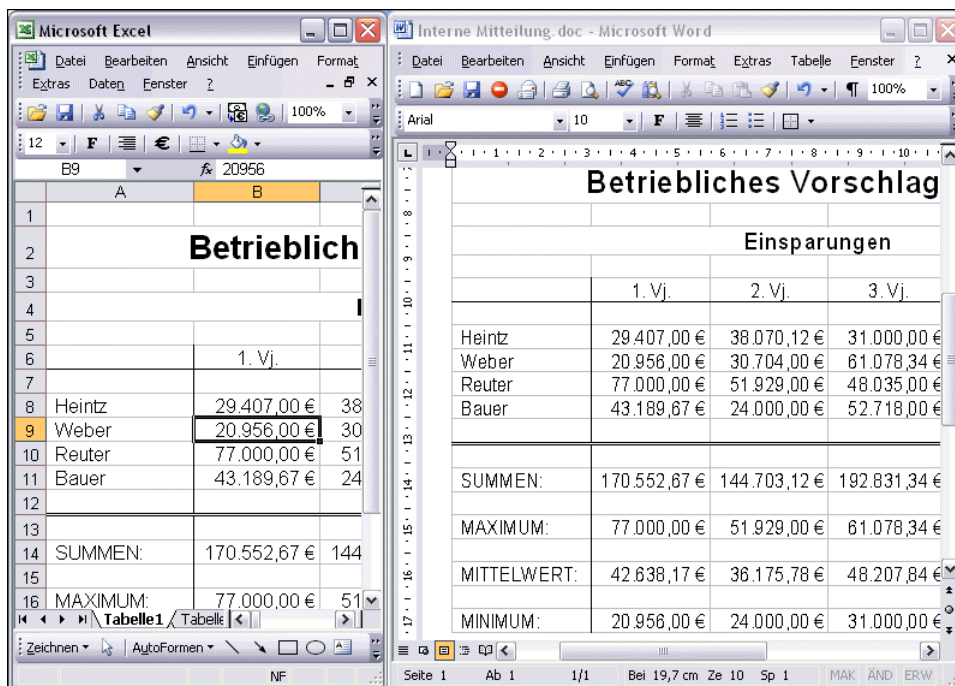 Microsoft Excel
Datei Bearbeiten Ansicht Einfügen Format
Extras Daten Fenster ?
100%
12 F €
B9 fx 20956
A B
1
2 Betrieblich
3
4
5
6 1. Vj.
7
8 Heintz 29.407,00 € 38
9 Weber 20.956,00 € 30
10 Reuter 77.000,00 € 51
11 Bauer 43.189,67 € 24
12
13
14 SUMMEN: 170.552,67 € 144
15
16 MAXIMUM: 77.000,00 € 51
Tabelle1 Tabelle
Zeichnen AutoFormen
NF
Interne Mitteilung.doc - Microsoft Word
Datei Bearbeiten Ansicht Einfügen Format Extras Tabelle Fenster ?
100%
Arial 10 F
1 2 3 4 5 6 7 8 9 10
Betriebliches Vorschlag
Einsparungen
1. Vj. 2. Vj. 3. Vj.
Heintz 29.407,00 € 38.070,12 € 31.000,00 €
Weber 20.956,00 € 30.704,00 € 61.078,34 €
Reuter 77.000,00 € 51.929,00 € 48.035,00 €
Bauer 43.189,67 € 24.000,00 € 52.718,00 €
SUMMEN: 170.552,67 € 144.703,12 € 192.831,34 €
MAXIMUM: 77.000,00 € 51.929,00 € 61.078,34 €
MITTELWERT: 42.638,17 € 36.175,78 € 48.207,84 €
MINIMUM: 20.956,00 € 24.000,00 € 31.000,00 €
Seite 1 Ab 1 1/1 Bei 19,7 cm Ze 10 Sp 1 MAK ÄND ERW